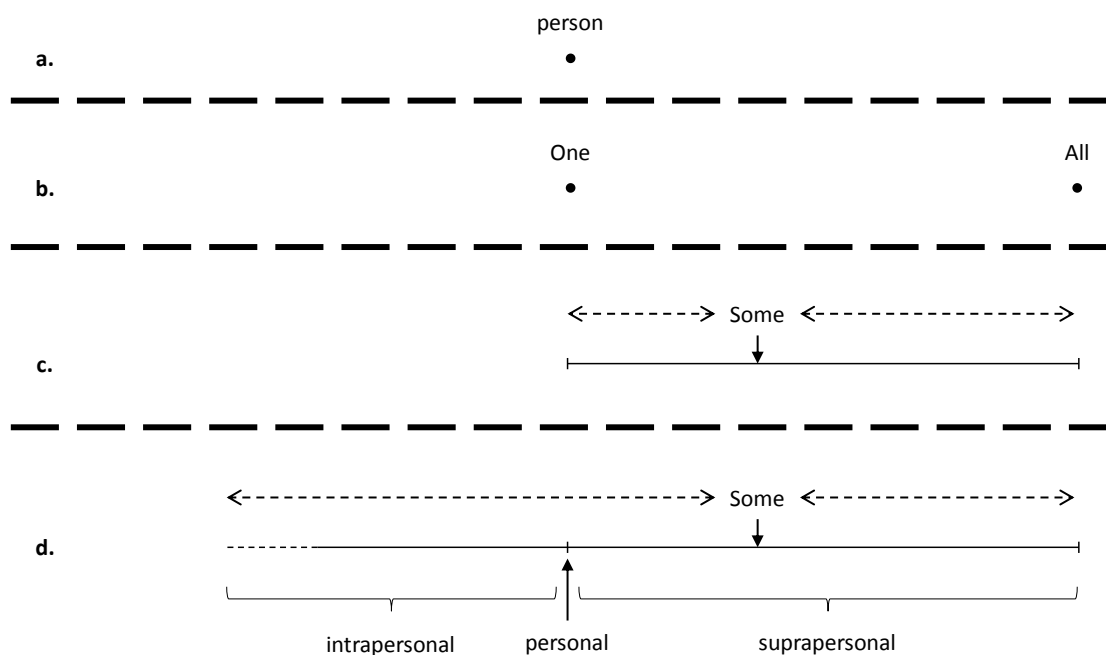 person
a.
One All
b.
Some
c.
Some
d.
intrapersonal personal suprapersonal